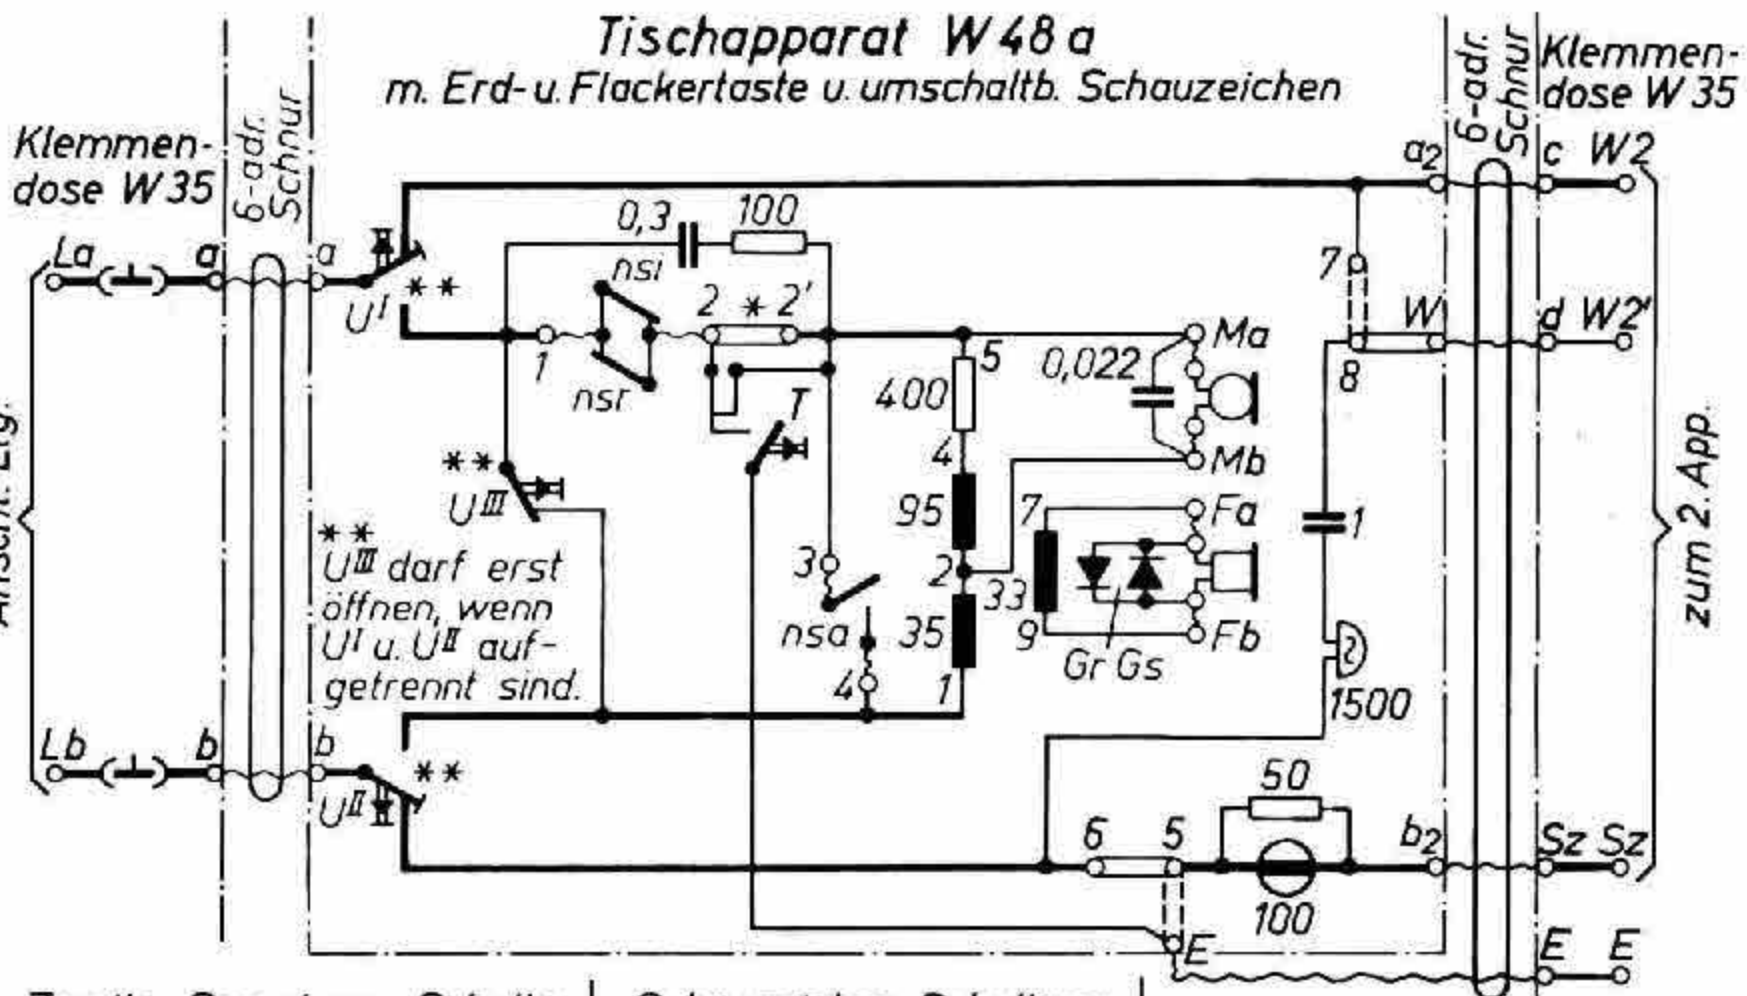 Tischapparat W 48 a
m. Erd- u. Flackertaste u. umschaltb. Schauzeichen
Klemmen-
dose W 35
6-adr.
Schnur
6-adr.
Schnur
Klemmen-
dose W 35
a2
c W2
La
a
a
U I
**
0,3
100
nsi
2 * 2'
1
nsr
T
5
400
4
95
2
35
1
0,022
Ma
Mb
7
W
d W2'
8
**
U III
**
U III darf erst
öffnen, wenn
U I u. U II auf-
getrennt sind.
3
nsa
4
7
33
9
Fa
Fb
Gr Gs
1
1500
zum 2. App.
Lb
b
b
U II
**
6
5
50
100
b2
Sz Sz
E
E E